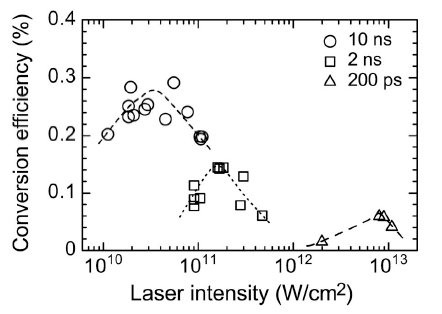 Conversion efficiency (%)
0.4
0.3
0.2
0.1
0
10 ns
2 ns
200 ps
10¹⁰ 10¹¹ 10¹² 10¹³
Laser intensity (W/cm²)